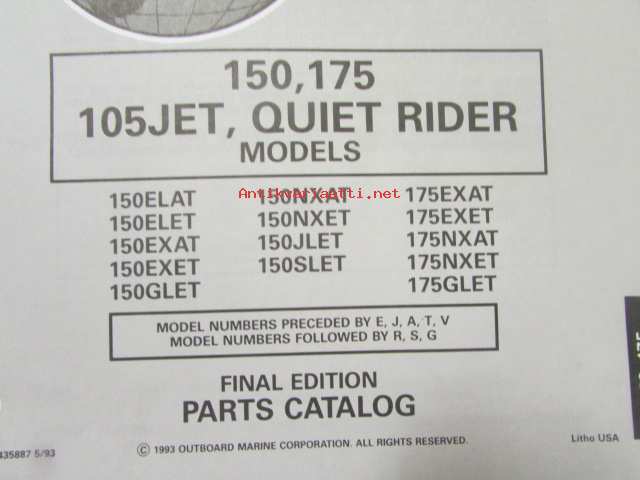 150, 175
105JET, QUIET RIDER
MODELS
150ELAT 150NXAT 175EXAT
Antikvariaatti.net
150ELET 150NXET 175EXET
150EXAT 150JLET 175NXAT
150EXET 150SLET 175NXET
150GLET 175GLET
MODEL NUMBERS PRECEDED BY E, J, A, T, V
MODEL NUMBERS FOLLOWED BY R, S, G
FINAL EDITION
PARTS CATALOG
435887 5/93 © 1993 OUTBOARD MARINE CORPORATION. ALL RIGHTS RESERVED. Litho USA